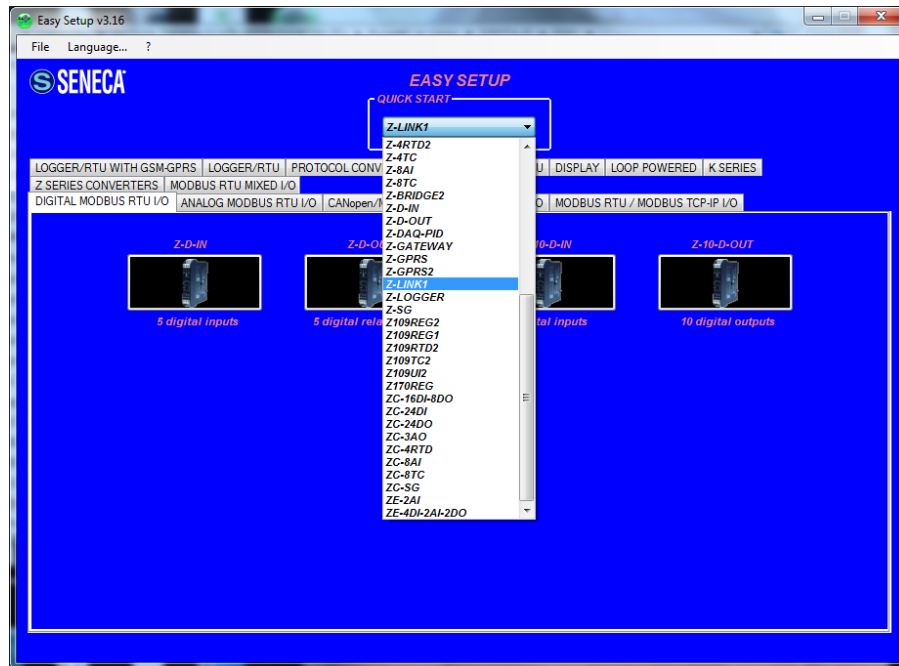 Easy Setup v3.16
File Language... ?
S SENECA
EASY SETUP
QUICK START
Z-LINK1
Z-4RTD2
Z-4TC
Z-8AI
Z-8TC
Z-BRIDGE2
Z-D-IN
Z-D-OUT
Z-DAQ-PID
Z-GATEWAY
Z-GPRS
Z-GPRS2
Z-LINK1
Z-LOGGER
Z-SG
Z109REG2
Z109REG1
Z109RTD2
Z109TC2
Z109UI2
Z170REG
ZC-16DI-8DO
ZC-24DI
ZC-24DO
ZC-3AO
ZC-4RTD
ZC-8AI
ZC-8TC
ZC-SG
ZE-2AI
ZE-4DI-2AI-2DO
LOGGER/RTU WITH GSM-GPRS LOGGER/RTU PROTOCOL CONV U DISPLAY LOOP POWERED K SERIES
Z SERIES CONVERTERS MODBUS RTU MIXED I/O
DIGITAL MODBUS RTU I/O ANALOG MODBUS RTU I/O CANopen/M O MODBUS RTU / MODBUS TCP-IP I/O
Z-D-IN Z-D-OU 10-D-IN Z-10-D-OUT
5 digital inputs 5 digital rela tal inputs 10 digital outputs